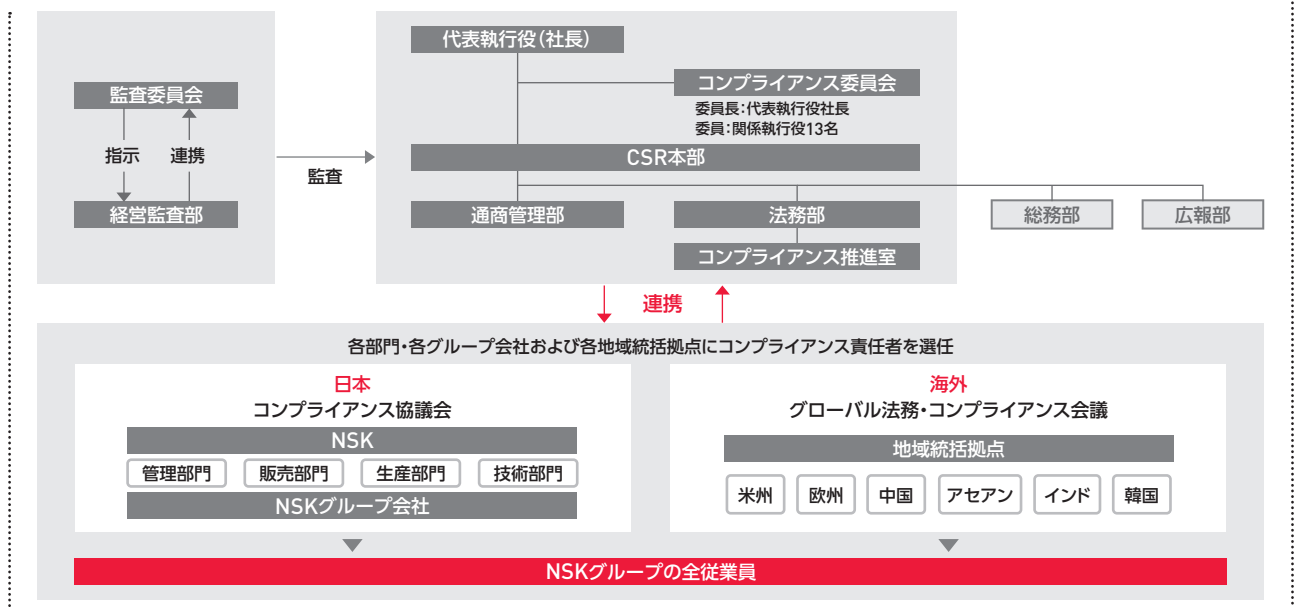 監査委員会
指示
連携
経営監査部
監査
代表執行役(社長)
コンプライアンス委員会
委員長:代表執行役社長
委員:関係執行役13名
CSR本部
通商管理部
法務部
総務部
広報部
コンプライアンス推進室
連携
各部門・各グループ会社および各地域統括拠点にコンプライアンス責任者を選任
日本
コンプライアンス協議会
NSK
管理部門
販売部門
生産部門
技術部門
NSKグループ会社
海外
グローバル法務・コンプライアンス会議
地域統括拠点
米州
欧州
中国
アセアン
インド
韓国
NSKグループの全従業員